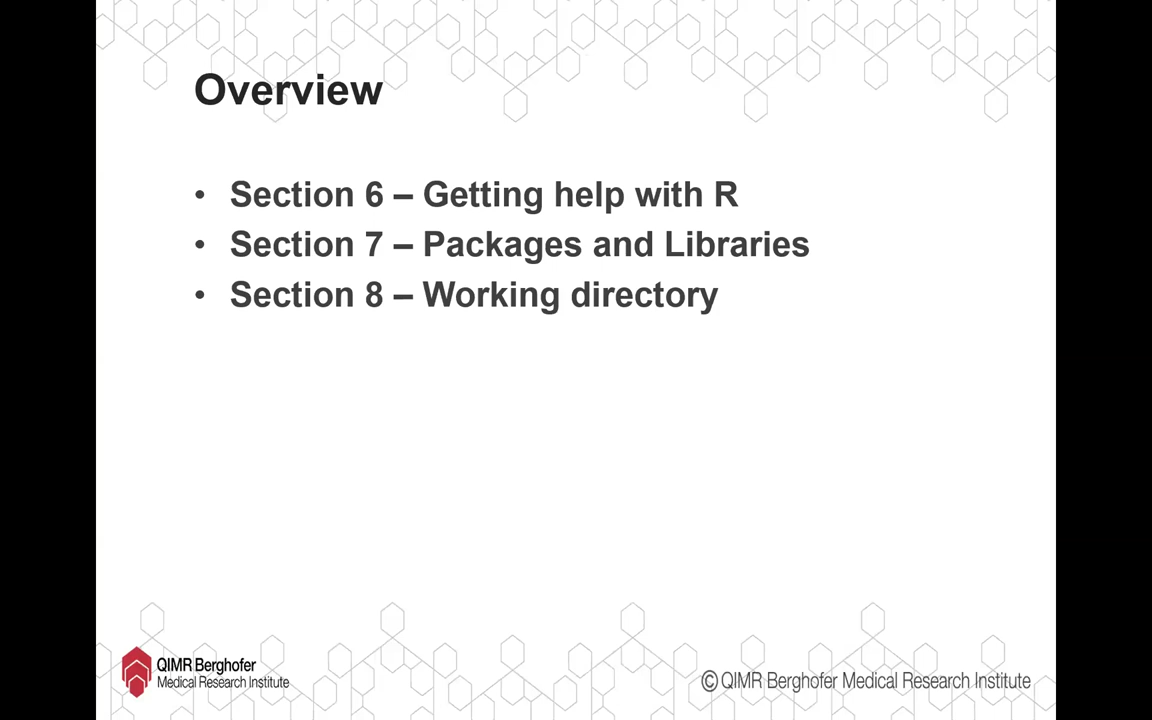 Overview
• Section 6 – Getting help with R
• Section 7 – Packages and Libraries
• Section 8 – Working directory
QIMR Berghofer
Medical Research Institute
© QIMR Berghofer Medical Research Institute